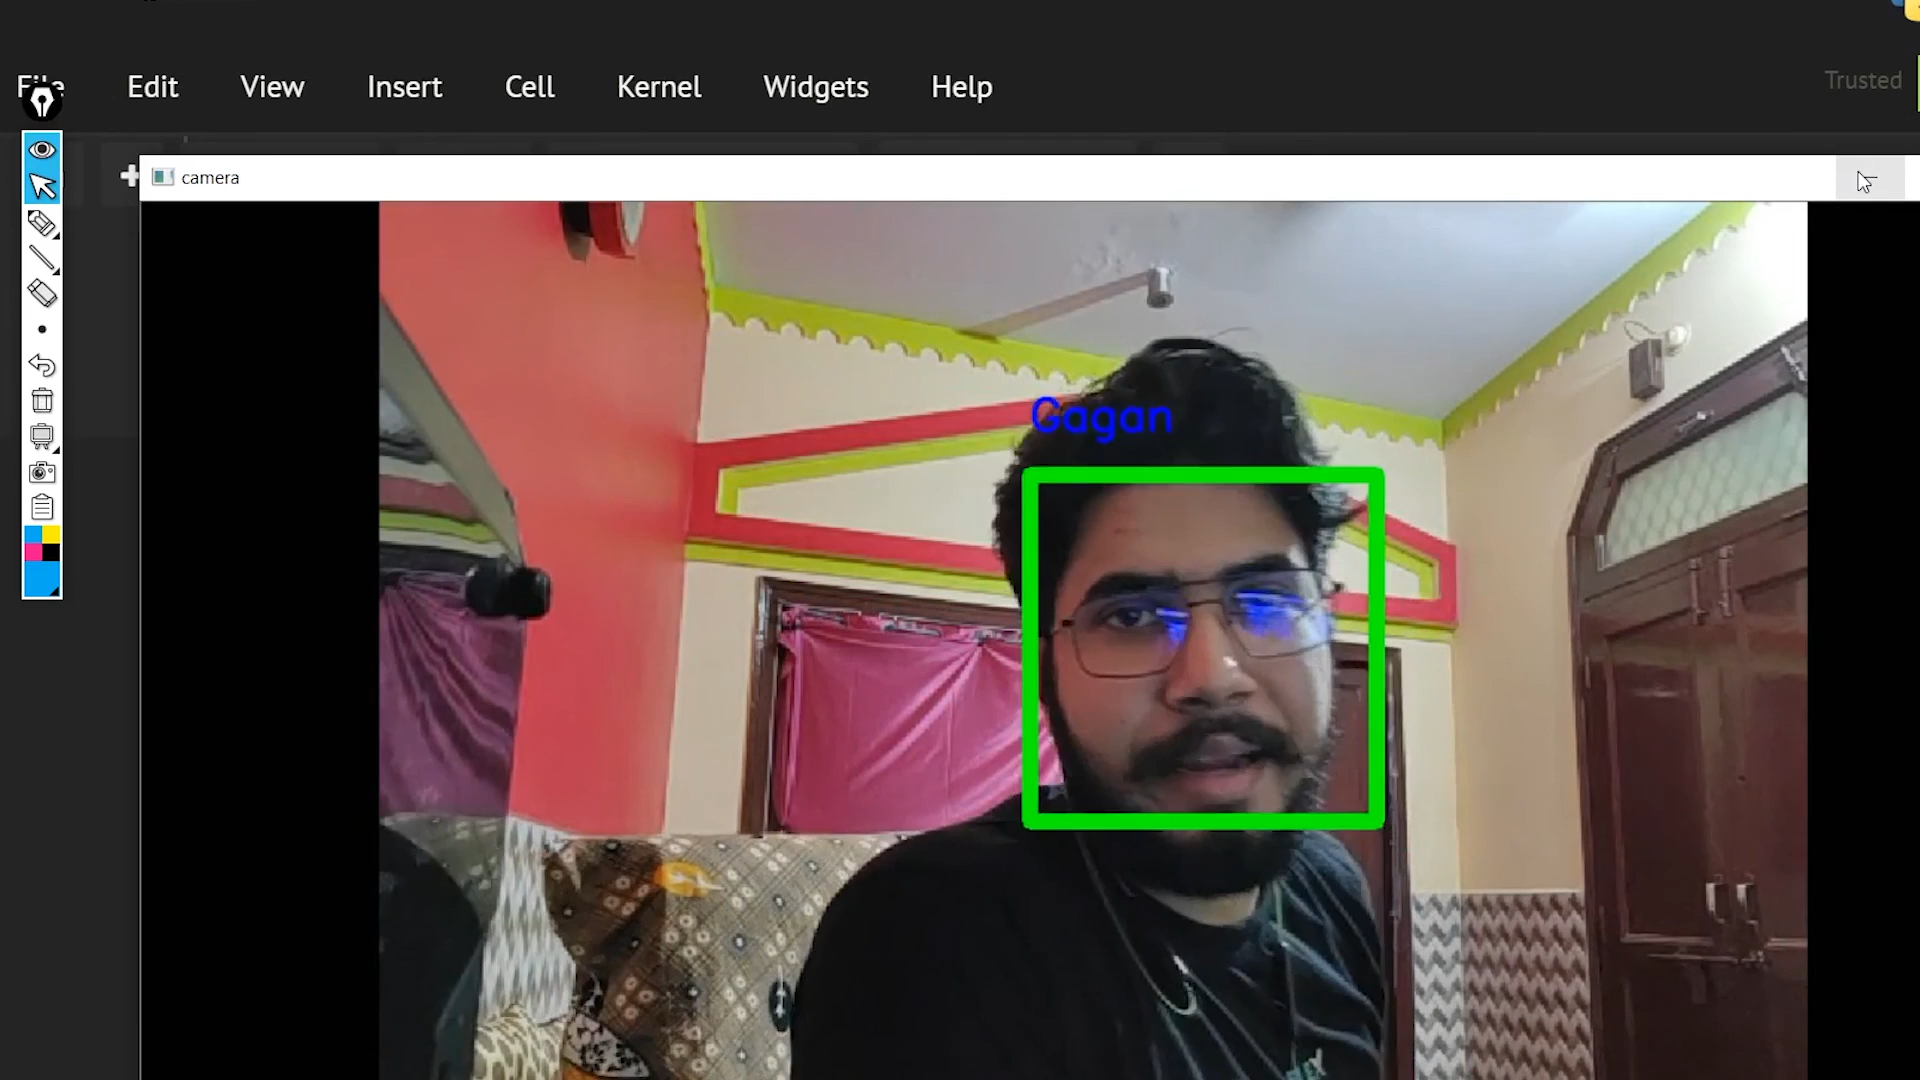 File Edit View Insert Cell Kernel Widgets Help Trusted
camera
Gagan